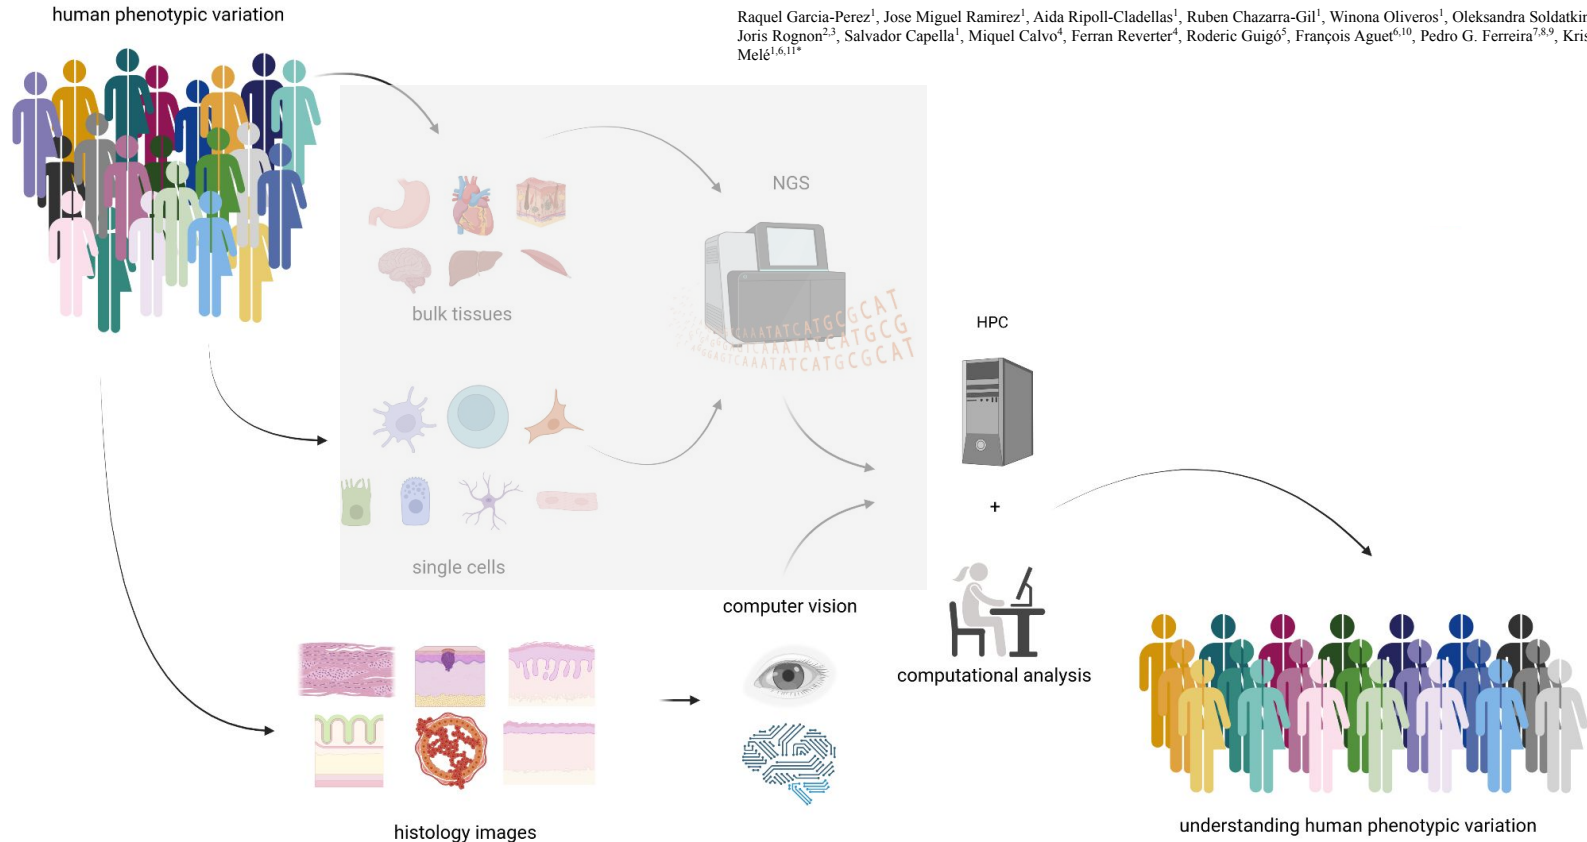 human phenotypic variation
Raquel Garcia-Perez¹, Jose Miguel Ramirez¹, Aida Ripoll-Cladellas¹, Ruben Chazarra-Gil¹, Winona Oliveros¹, Oleksandra Soldatkin
Joris Rognon²,³, Salvador Capella¹, Miquel Calvo⁴, Ferran Reverter⁴, Roderic Guigó⁵, François Aguet⁶,¹⁰, Pedro G. Ferreira⁷,⁸,⁹, Kris
Melé¹,⁶,¹¹*
NGS
bulk tissues
CAAATATCATGCGCAT
TCAAATATCATGCG
AGTCAAATATCATGCGCAT
HPC
+
single cells
computer vision
computational analysis
histology images
understanding human phenotypic variation